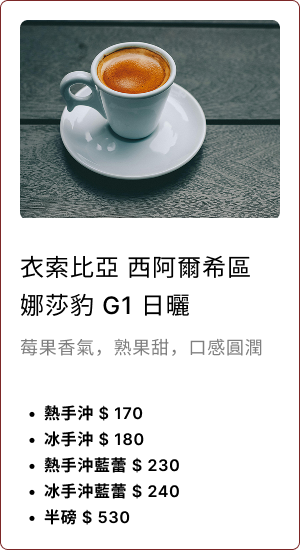 衣索比亞 西阿爾希區
娜莎豹 G1 日曬
莓果香氣，熟果甜，口感圓潤
• 熱手沖 $ 170
• 冰手沖 $ 180
• 熱手沖藍蕾 $ 230
• 冰手沖藍蕾 $ 240
• 半磅 $ 530